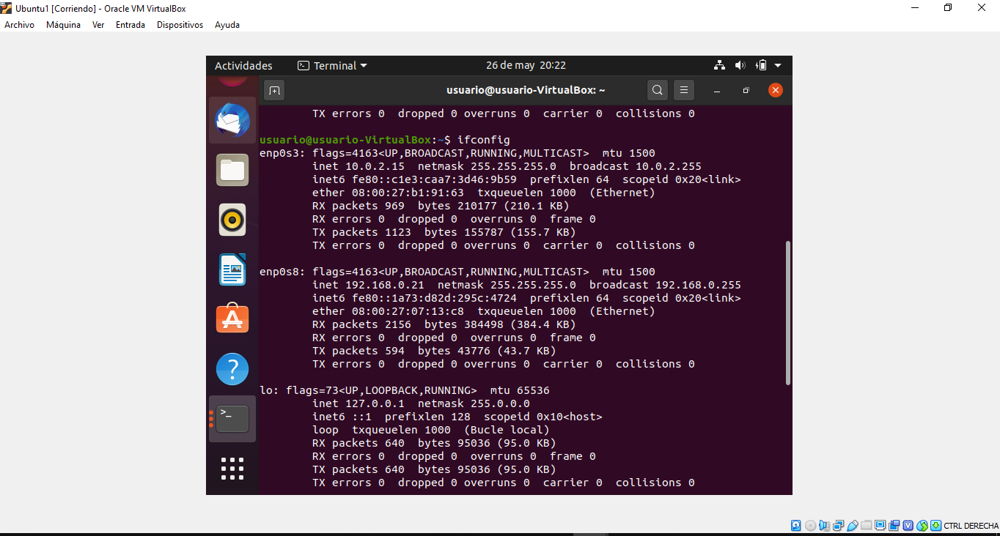 Ubuntu1 [Corriendo] - Oracle VM VirtualBox
Archivo Máquina Ver Entrada Dispositivos Ayuda
Actividades Terminal 26 de may 20:22
usuario@usuario-VirtualBox: ~
TX errors 0 dropped 0 overruns 0 carrier 0 collisions 0
usuario@usuario-VirtualBox:~$ ifconfig
enp0s3: flags=4163<UP,BROADCAST,RUNNING,MULTICAST> mtu 1500
inet 10.0.2.15 netmask 255.255.255.0 broadcast 10.0.2.255
inet6 fe80::c1e3:caa7:3d46:9b59 prefixlen 64 scopeid 0x20<link>
ether 08:00:27:b1:91:63 txqueuelen 1000 (Ethernet)
RX packets 969 bytes 210177 (210.1 KB)
RX errors 0 dropped 0 overruns 0 frame 0
TX packets 1123 bytes 155787 (155.7 KB)
TX errors 0 dropped 0 overruns 0 carrier 0 collisions 0
enp0s8: flags=4163<UP,BROADCAST,RUNNING,MULTICAST> mtu 1500
inet 192.168.0.21 netmask 255.255.255.0 broadcast 192.168.0.255
inet6 fe80::1a73:d82d:295c:4724 prefixlen 64 scopeid 0x20<link>
ether 08:00:27:07:13:c8 txqueuelen 1000 (Ethernet)
RX packets 2156 bytes 384498 (384.4 KB)
RX errors 0 dropped 0 overruns 0 frame 0
TX packets 594 bytes 43776 (43.7 KB)
TX errors 0 dropped 0 overruns 0 carrier 0 collisions 0
lo: flags=73<UP,LOOPBACK,RUNNING> mtu 65536
inet 127.0.0.1 netmask 255.0.0.0
inet6 ::1 prefixlen 128 scopeid 0x10<host>
loop txqueuelen 1000 (Bucle local)
RX packets 640 bytes 95036 (95.0 KB)
RX errors 0 dropped 0 overruns 0 frame 0
TX packets 640 bytes 95036 (95.0 KB)
TX errors 0 dropped 0 overruns 0 carrier 0 collisions 0
CTRL DERECHA